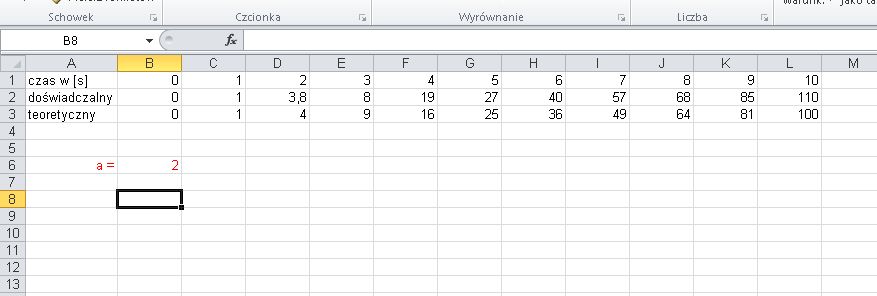 Schowek Czcionka Wyrównanie Liczba
B8 fx
A B C D E F G H I J K L M
1 czas w [s] 0 1 2 3 4 5 6 7 8 9 10
2 doświadczalny 0 1 3,8 8 19 27 40 57 68 85 110
3 teoretyczny 0 1 4 9 16 25 36 49 64 81 100
4
5
6 a = 2
7
8
9
10
11
12
13